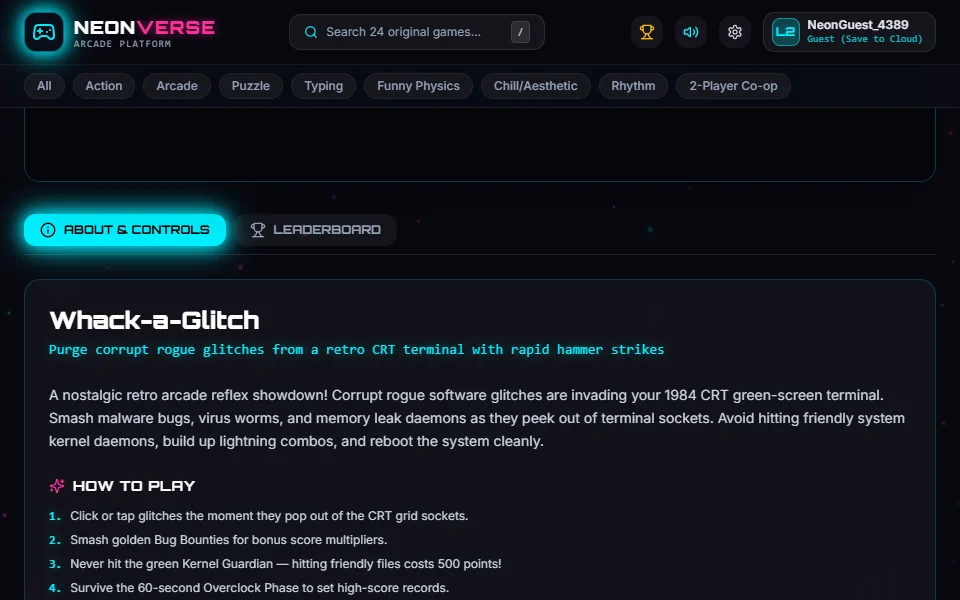 NEONVERSE
ARCADE PLATFORM
Search 24 original games...
/
L2
NeonGuest_4389
Guest (Save to Cloud)
All
Action
Arcade
Puzzle
Typing
Funny Physics
Chill/Aesthetic
Rhythm
2-Player Co-op
ABOUT & CONTROLS
LEADERBOARD
Whack-a-Glitch
Purge corrupt rogue glitches from a retro CRT terminal with rapid hammer strikes
A nostalgic retro arcade reflex showdown! Corrupt rogue software glitches are invading your 1984 CRT green-screen terminal.
Smash malware bugs, virus worms, and memory leak daemons as they peek out of terminal sockets. Avoid hitting friendly system
kernel daemons, build up lightning combos, and reboot the system cleanly.
HOW TO PLAY
1. Click or tap glitches the moment they pop out of the CRT grid sockets.
2. Smash golden Bug Bounties for bonus score multipliers.
3. Never hit the green Kernel Guardian — hitting friendly files costs 500 points!
4. Survive the 60-second Overclock Phase to set high-score records.